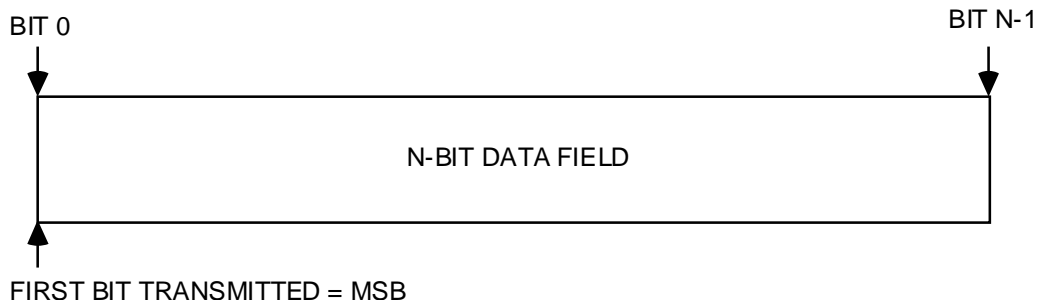 BIT 0
BIT N-1
N-BIT DATA FIELD
FIRST BIT TRANSMITTED = MSB